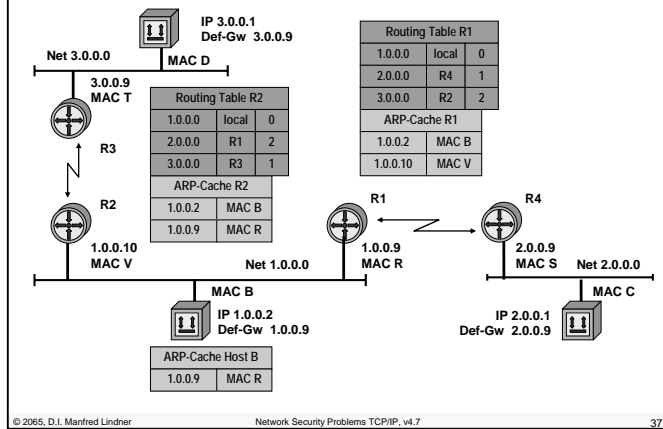 IP 3.0.0.1
Def-Gw 3.0.0.9
MAC D
Net 3.0.0.0
3.0.0.9
MAC T
R3
Routing Table R2
1.0.0.0 local 0
2.0.0.0 R1 2
3.0.0.0 R3 1
ARP-Cache R2
1.0.0.2 MAC B
1.0.0.9 MAC R
Routing Table R1
1.0.0.0 local 0
2.0.0.0 R4 1
3.0.0.0 R2 2
ARP-Cache R1
1.0.0.2 MAC B
1.0.0.10 MAC V
R2
1.0.0.10
MAC V
R1
1.0.0.9
MAC R
R4
2.0.0.9
MAC S
Net 1.0.0.0
Net 2.0.0.0
MAC B
IP 1.0.0.2
Def-Gw 1.0.0.9
MAC C
IP 2.0.0.1
Def-Gw 2.0.0.9
ARP-Cache Host B
1.0.0.9 MAC R
© 2065, D.I. Manfred Lindner
Network Security Problems TCP/IP, v4.7
37